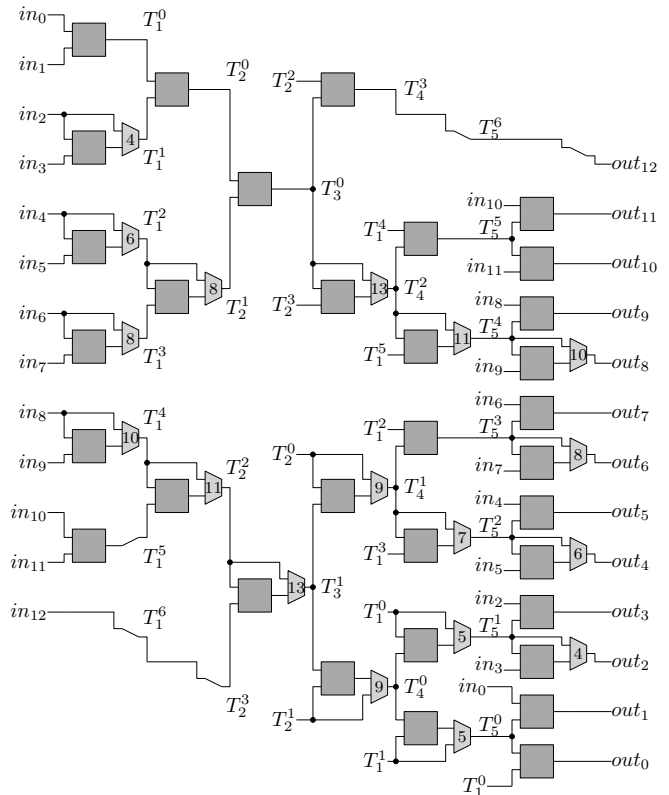 in_0
T_1^0
in_1
T_2^0
T_2^2
T_4^3
in_2
4
T_5^6
in_3
T_1^1
out_12
T_3^0
in_4
T_1^2
in_10
out_11
6
T_1^4
T_5^5
in_5
in_11
out_10
8
13
T_4^2
in_6
T_2^1
T_2^3
in_8
out_9
8
11
T_5^4
in_7
T_1^3
T_1^5
in_9
10
out_8
in_8
T_1^4
in_6
out_7
10
T_1^2
T_5^3
in_9
T_2^2
T_2^0
in_7
8
out_6
11
9
T_4^1
in_10
in_4
out_5
7
T_5^2
in_11
T_1^5
T_1^3
in_5
6
out_4
13
T_3^1
in_12
T_1^6
T_1^0
in_2
out_3
5
T_5^1
in_3
4
out_2
9
T_4^0
in_0
T_2^3
T_2^1
out_1
5
T_5^0
T_1^1
out_0
T_1^0